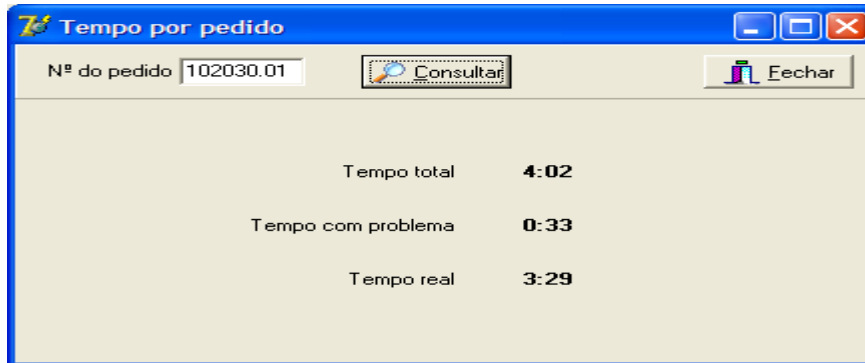 Tempo por pedido
Nº do pedido 102030.01 Consultar Fechar
Tempo total 4:02
Tempo com problema 0:33
Tempo real 3:29